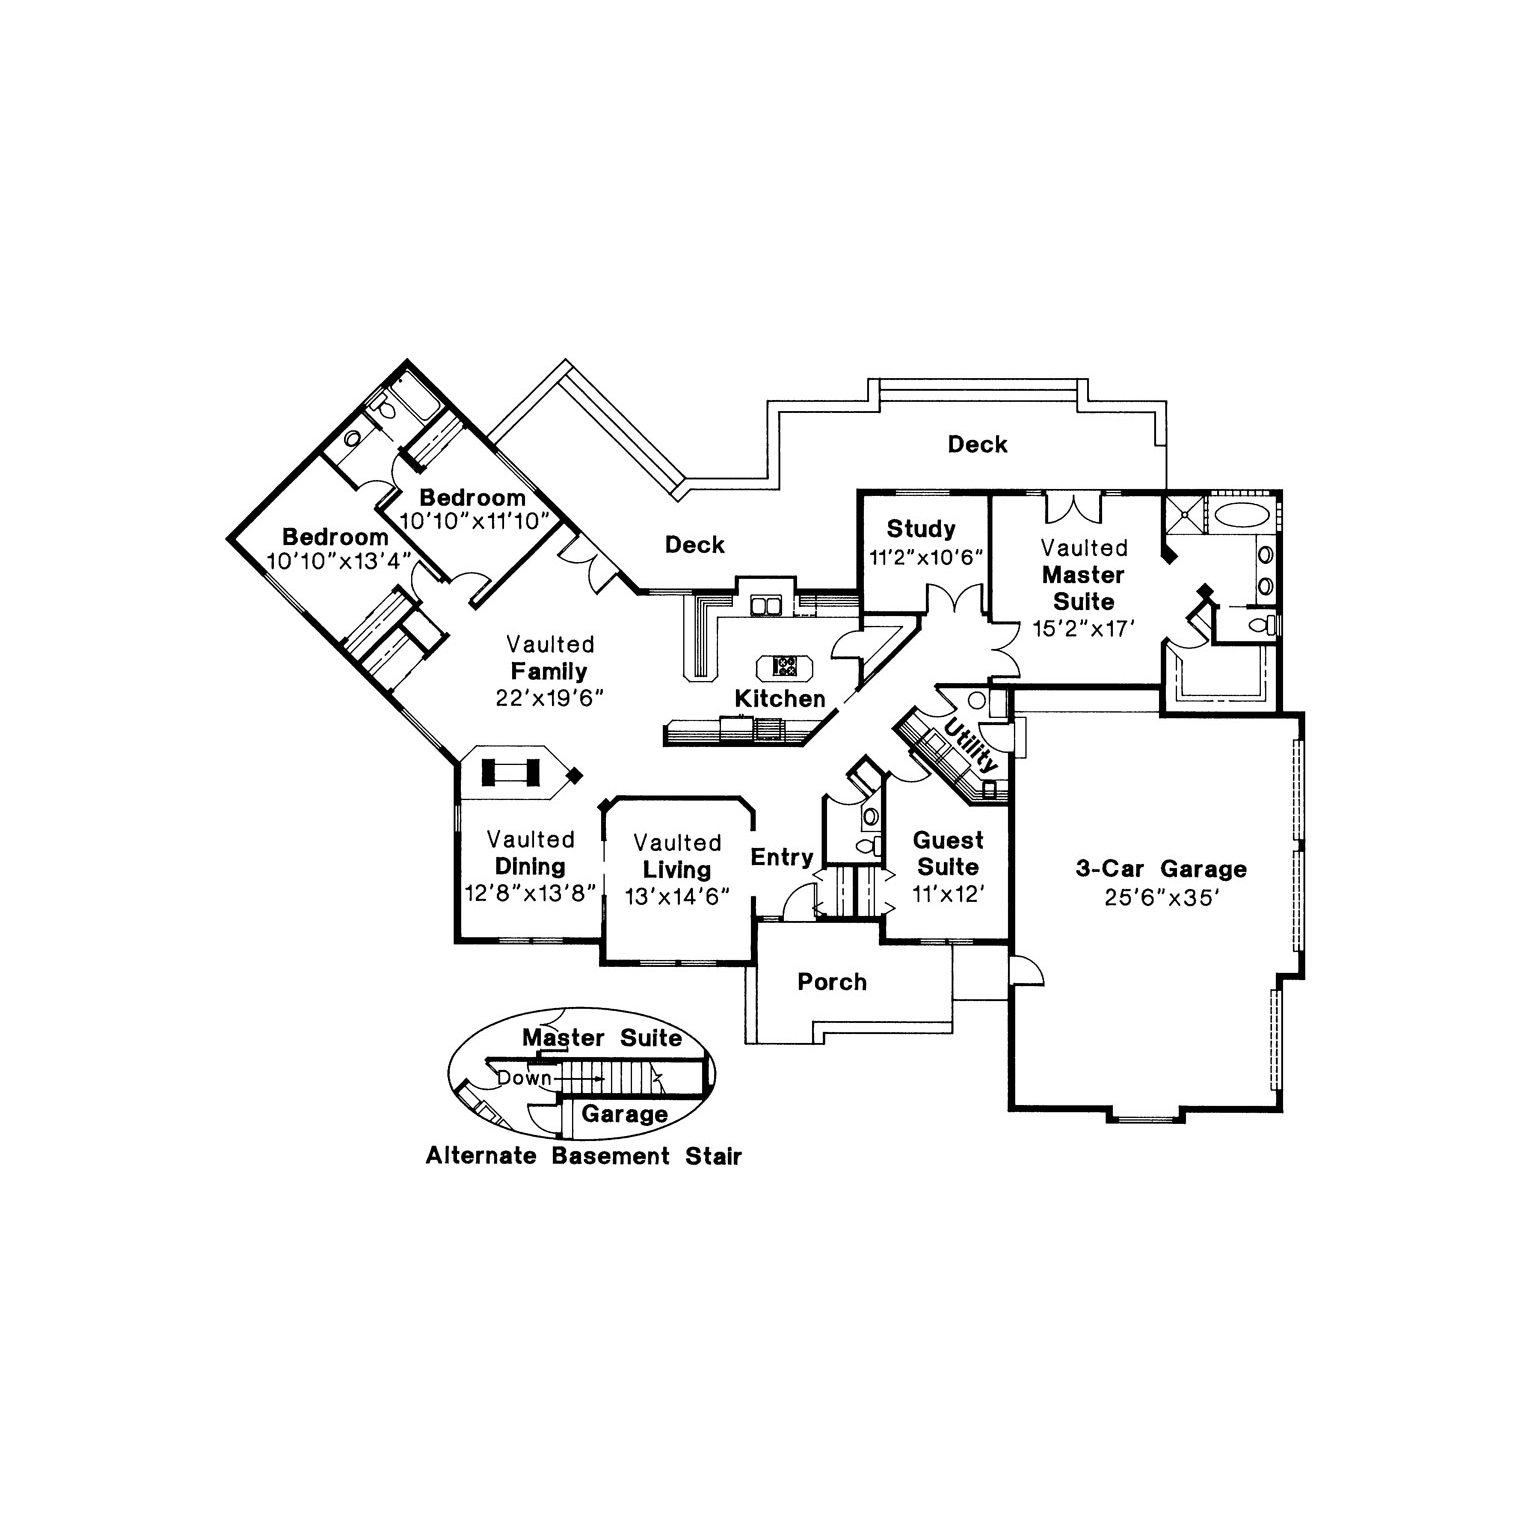 Deck
Bedroom
10'10"x11'10"
Bedroom
10'10"x13'4"
Deck
Study
11'2"x10'6"
Vaulted
Master
Suite
15'2"x17'
Vaulted
Family
22'x19'6"
Kitchen
Utility
Vaulted
Dining
12'8"x13'8"
Vaulted
Living
13'x14'6"
Entry
Guest
Suite
11'x12'
3-Car Garage
25'6"x35'
Porch
Master Suite
Down
Garage
Alternate Basement Stair